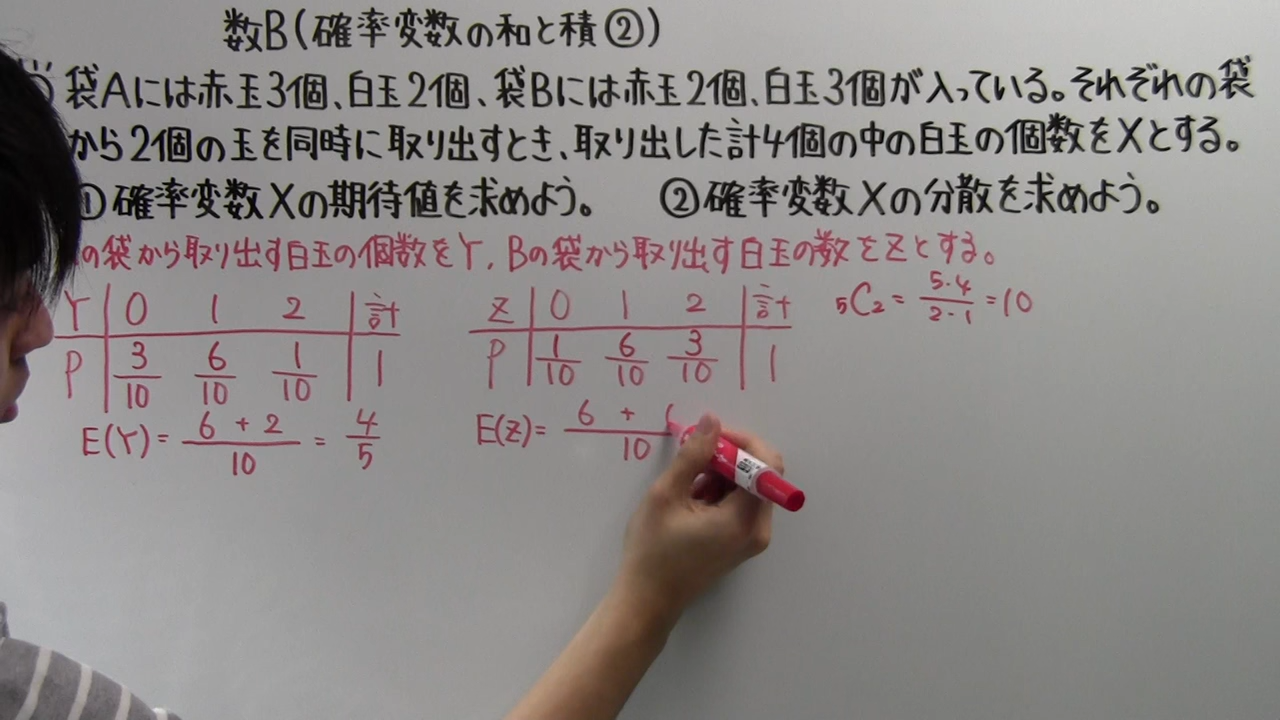 数B(確率変数の和と積②)
袋Aには赤玉3個、白玉2個、袋Bには赤玉2個、白玉3個が入っている。それぞれの袋
から2個の玉を同時に取り出すとき、取り出した計4個の中の白玉の個数をXとする。
①確率変数Xの期待値を求めよう。 ②確率変数Xの分散を求めよう。
の袋から取り出す白玉の個数をY, Bの袋から取り出す白玉の数をZとする。
Y 0 1 2 計
P 3/10 6/10 1/10 1
E(Y)= (6+2)/10 = 4/5
Z 0 1 2 計
P 1/10 6/10 3/10 1
E(Z)= 6 + /10
₅C₂ = 5・4/2・1 = 10